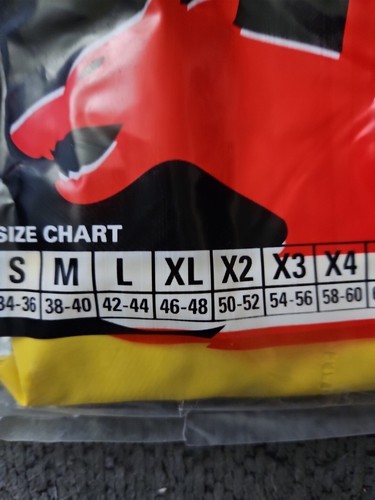 SIZE CHART
S M L XL X2 X3 X4
34-36 38-40 42-44 46-48 50-52 54-56 58-60